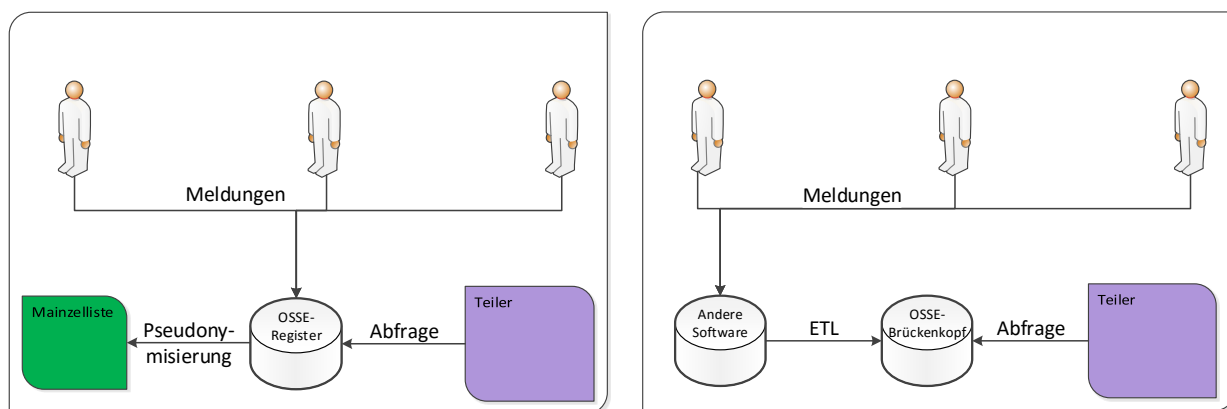 Meldungen
Mainzelliste
Pseudony-
misierung
OSSE-
Register
Abfrage
Teiler
Meldungen
Andere
Software
ETL
OSSE-
Brückenkopf
Abfrage
Teiler